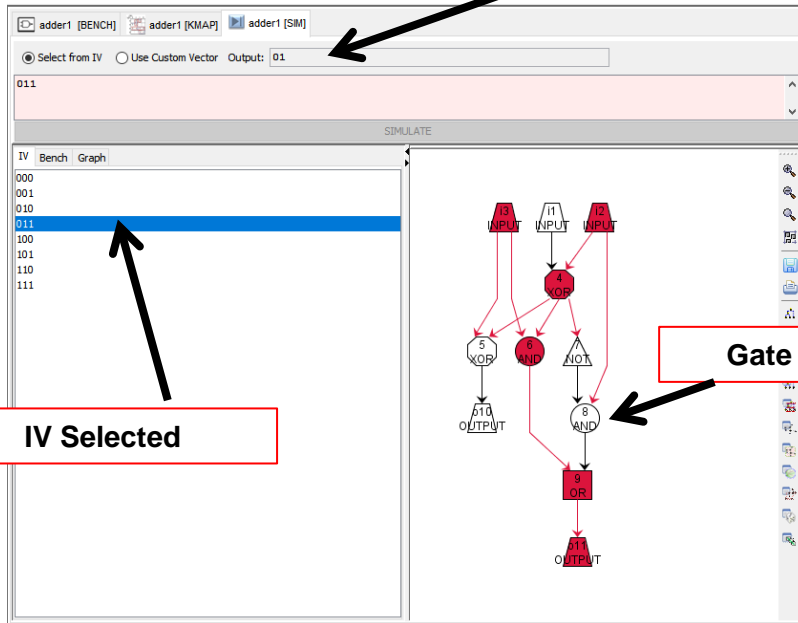 adder1 [BENCH] adder1 [KMAP] adder1 [SIM]
Select from IV Use Custom Vector Output: 01
011
SIMULATE
IV Bench Graph
000
001
010
011
100
101
110
111
i3 i1 i2
INPUT INPUT INPUT
4
XOR
5 6 7
XOR AND NOT
Gate
o10 8
OUTPUT AND
IV Selected
9
OR
o11
OUTPUT